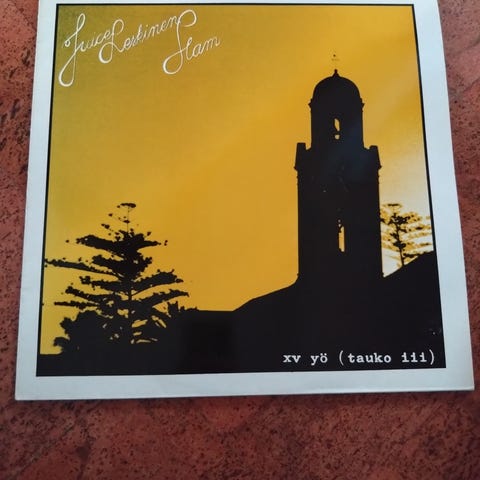 Juice Leskinen Slam
xv yö (tauko iii)